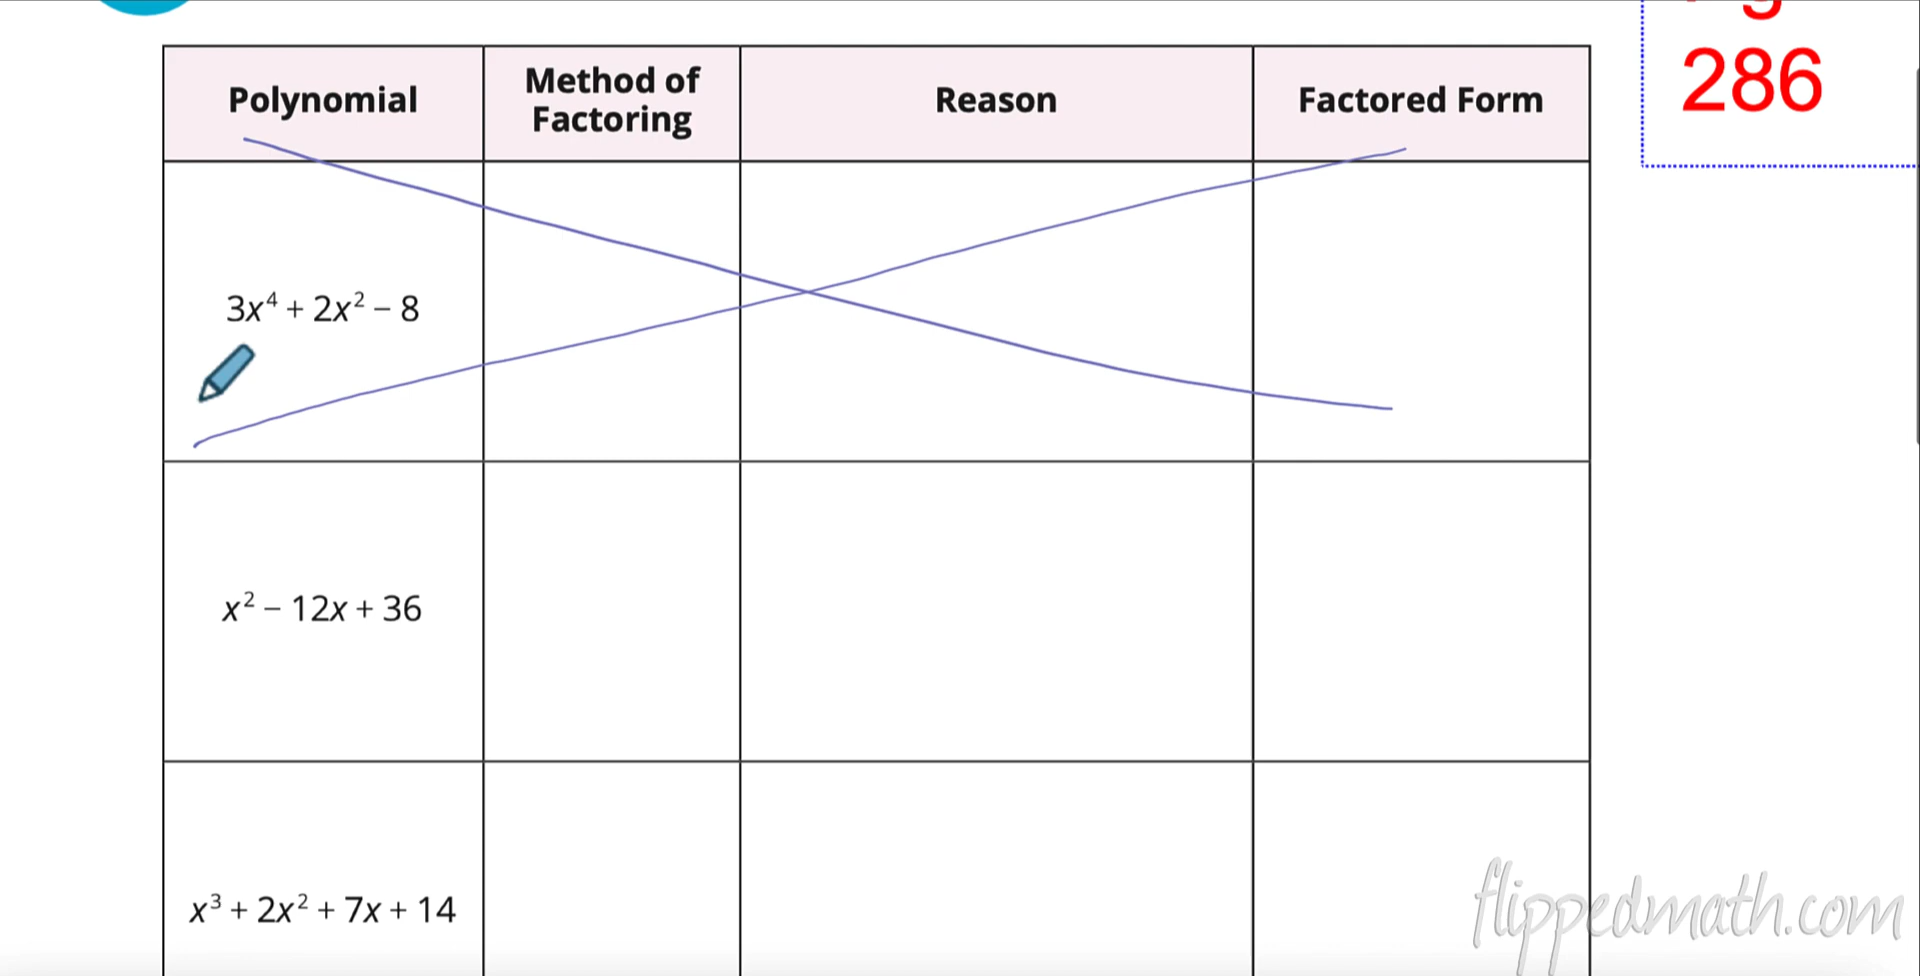 286
Polynomial
Method of
Factoring
Reason
Factored Form
3x⁴ + 2x² – 8
x² – 12x + 36
x³ + 2x² + 7x + 14
flippedmath.com